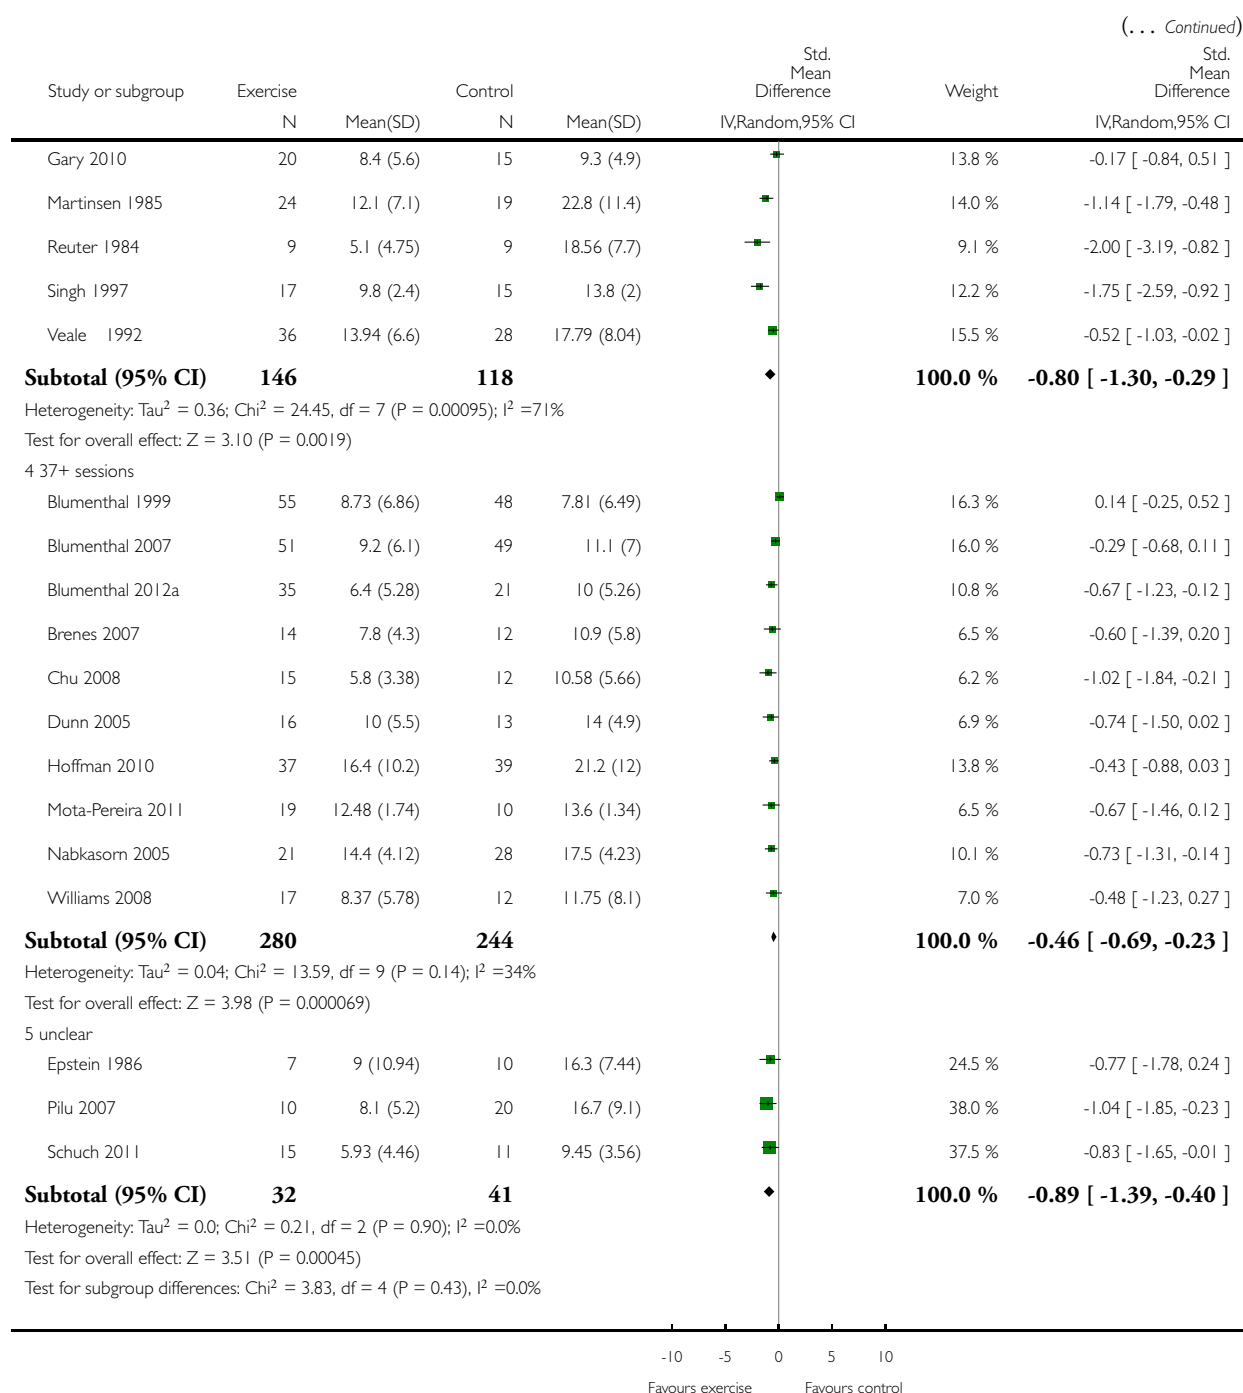 (... Continued)
Study or subgroup Exercise Control Std. Mean Difference Weight Std. Mean Difference
N Mean(SD) N Mean(SD) IV,Random,95% CI IV,Random,95% CI
Gary 2010 20 8.4 (5.6) 15 9.3 (4.9) 13.8 % -0.17 [ -0.84, 0.51 ]
Martinsen 1985 24 12.1 (7.1) 19 22.8 (11.4) 14.0 % -1.14 [ -1.79, -0.48 ]
Reuter 1984 9 5.1 (4.75) 9 18.56 (7.7) 9.1 % -2.00 [ -3.19, -0.82 ]
Singh 1997 17 9.8 (2.4) 15 13.8 (2) 12.2 % -1.75 [ -2.59, -0.92 ]
Veale 1992 36 13.94 (6.6) 28 17.79 (8.04) 15.5 % -0.52 [ -1.03, -0.02 ]
Subtotal (95% CI) 146 118 100.0 % -0.80 [ -1.30, -0.29 ]
Heterogeneity: Tau² = 0.36; Chi² = 24.45, df = 7 (P = 0.00095); I² =71%
Test for overall effect: Z = 3.10 (P = 0.0019)
4 37+ sessions
Blumenthal 1999 55 8.73 (6.86) 48 7.81 (6.49) 16.3 % 0.14 [ -0.25, 0.52 ]
Blumenthal 2007 51 9.2 (6.1) 49 11.1 (7) 16.0 % -0.29 [ -0.68, 0.11 ]
Blumenthal 2012a 35 6.4 (5.28) 21 10 (5.26) 10.8 % -0.67 [ -1.23, -0.12 ]
Brenes 2007 14 7.8 (4.3) 12 10.9 (5.8) 6.5 % -0.60 [ -1.39, 0.20 ]
Chu 2008 15 5.8 (3.38) 12 10.58 (5.66) 6.2 % -1.02 [ -1.84, -0.21 ]
Dunn 2005 16 10 (5.5) 13 14 (4.9) 6.9 % -0.74 [ -1.50, 0.02 ]
Hoffman 2010 37 16.4 (10.2) 39 21.2 (12) 13.8 % -0.43 [ -0.88, 0.03 ]
Mota-Pereira 2011 19 12.48 (1.74) 10 13.6 (1.34) 6.5 % -0.67 [ -1.46, 0.12 ]
Nabkasorn 2005 21 14.4 (4.12) 28 17.5 (4.23) 10.1 % -0.73 [ -1.31, -0.14 ]
Williams 2008 17 8.37 (5.78) 12 11.75 (8.1) 7.0 % -0.48 [ -1.23, 0.27 ]
Subtotal (95% CI) 280 244 100.0 % -0.46 [ -0.69, -0.23 ]
Heterogeneity: Tau² = 0.04; Chi² = 13.59, df = 9 (P = 0.14); I² =34%
Test for overall effect: Z = 3.98 (P = 0.000069)
5 unclear
Epstein 1986 7 9 (10.94) 10 16.3 (7.44) 24.5 % -0.77 [ -1.78, 0.24 ]
Pilu 2007 10 8.1 (5.2) 20 16.7 (9.1) 38.0 % -1.04 [ -1.85, -0.23 ]
Schuch 2011 15 5.93 (4.46) 11 9.45 (3.56) 37.5 % -0.83 [ -1.65, -0.01 ]
Subtotal (95% CI) 32 41 100.0 % -0.89 [ -1.39, -0.40 ]
Heterogeneity: Tau² = 0.0; Chi² = 0.21, df = 2 (P = 0.90); I² =0.0%
Test for overall effect: Z = 3.51 (P = 0.00045)
Test for subgroup differences: Chi² = 3.83, df = 4 (P = 0.43), I² =0.0%
-10 -5 0 5 10
Favours exercise Favours control